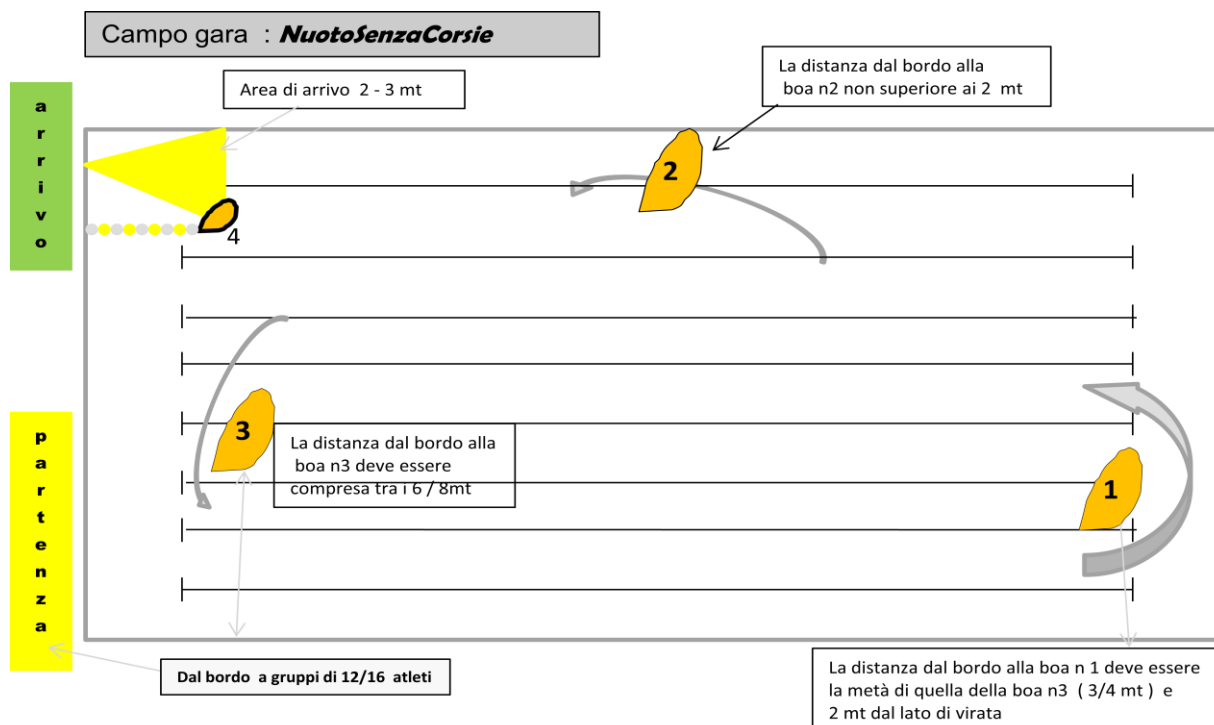 Campo gara : NuotoSenzaCorsie
Area di arrivo 2 - 3 mt
La distanza dal bordo alla
boa n2 non superiore ai 2 mt
arrivo
2
4
3
La distanza dal bordo alla
boa n3 deve essere
compresa tra i 6 / 8mt
1
partenza
Dal bordo a gruppi di 12/16 atleti
La distanza dal bordo alla boa n 1 deve essere
la metà di quella della boa n3 ( 3/4 mt ) e
2 mt dal lato di virata